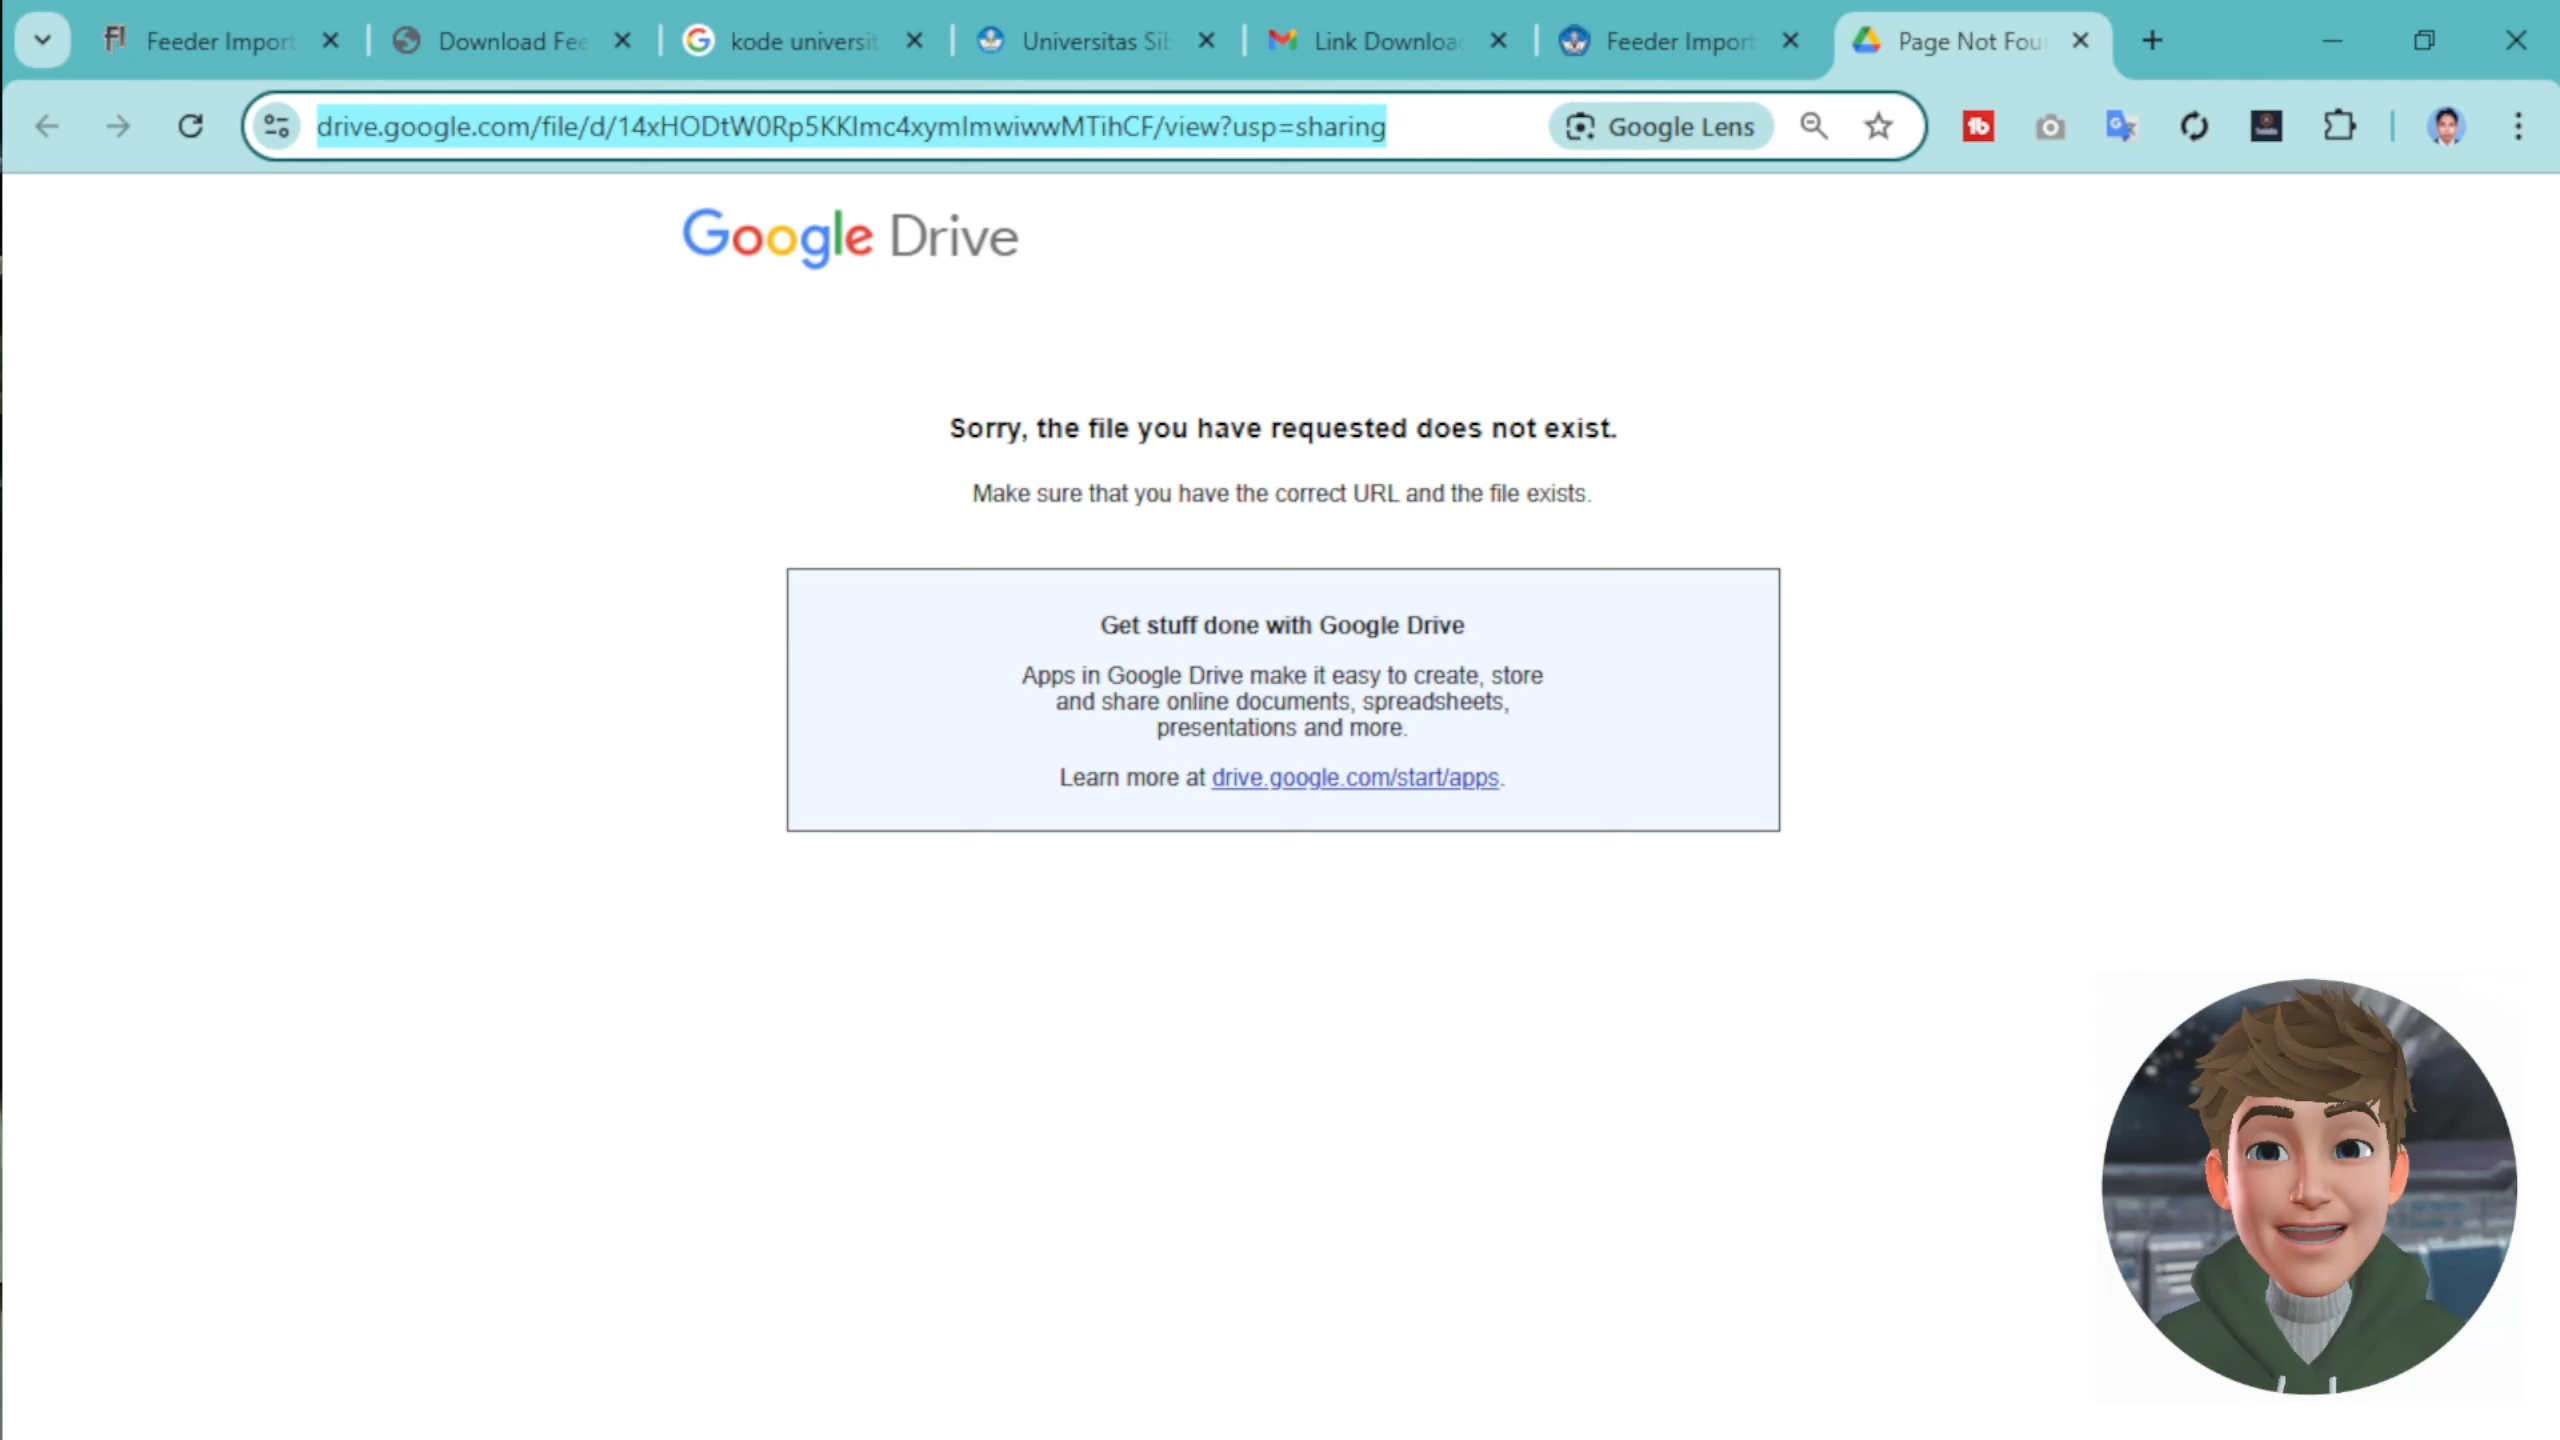 Feeder Import
Download Fee
kode universit
Universitas Sib
Link Download
Feeder Import
Page Not Fou
drive.google.com/file/d/14xHODtW0Rp5KKlmc4xymlmwiwwMTihCF/view?usp=sharing
Google Lens
Google Drive
Sorry, the file you have requested does not exist.
Make sure that you have the correct URL and the file exists.
Get stuff done with Google Drive
Apps in Google Drive make it easy to create, store
and share online documents, spreadsheets,
presentations and more.
Learn more at drive.google.com/start/apps.